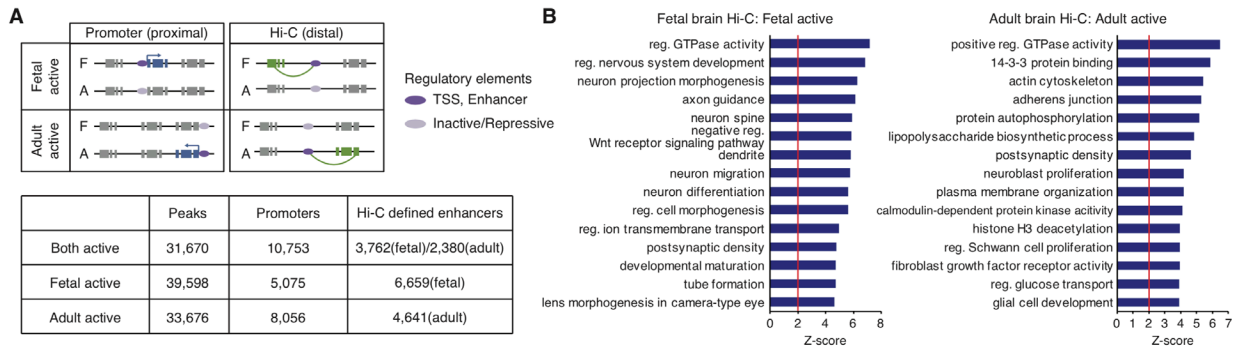 A
Promoter (proximal)
Hi-C (distal)
Fetal
active
F
A
F
A
Adult
active
F
A
F
A
Regulatory elements
TSS, Enhancer
Inactive/Repressive
Peaks Promoters Hi-C defined enhancers
Both active 31,670 10,753 3,762(fetal)/2,380(adult)
Fetal active 39,598 5,075 6,659(fetal)
Adult active 33,676 8,056 4,641(adult)
B
Fetal brain Hi-C: Fetal active
reg. GTPase activity
reg. nervous system development
neuron projection morphogenesis
axon guidance
neuron spine
negative reg.
Wnt receptor signaling pathway
dendrite
neuron migration
neuron differentiation
reg. cell morphogenesis
reg. ion transmembrane transport
postsynaptic density
developmental maturation
tube formation
lens morphogenesis in camera-type eye
0 2 4 6 8
Z-score
Adult brain Hi-C: Adult active
positive reg. GTPase activity
14-3-3 protein binding
actin cytoskeleton
adherens junction
protein autophosphorylation
lipopolysaccharide biosynthetic process
postsynaptic density
neuroblast proliferation
plasma membrane organization
calmodulin-dependent protein kinase acitivity
histone H3 deacetylation
reg. Schwann cell proliferation
fibroblast growth factor receptor activity
reg. glucose transport
glial cell development
0 1 2 3 4 5 6 7
Z-score